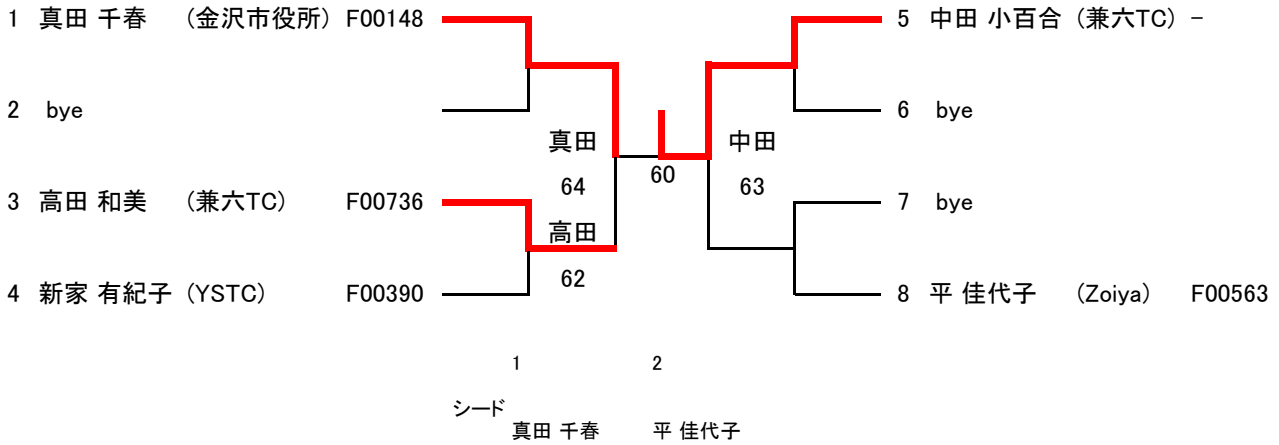 1 真田 千春 (金沢市役所) F00148
2 bye
3 高田 和美 (兼六TC) F00736
4 新家 有紀子 (YSTC) F00390
真田
64
高田
62
60
中田
63
5 中田 小百合 (兼六TC) -
6 bye
7 bye
8 平 佳代子 (Zoiya) F00563
1 2
シード
真田 千春 平 佳代子